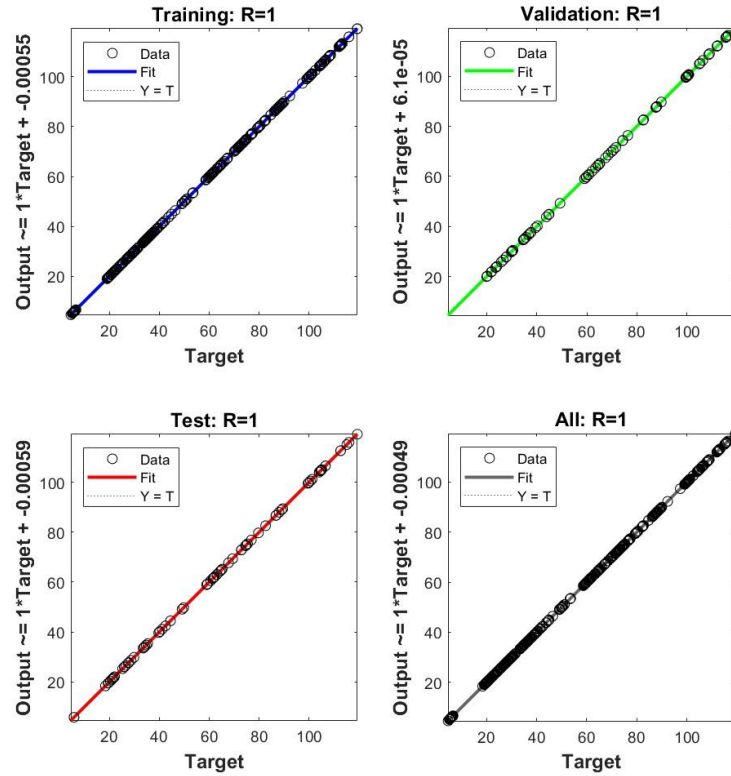 Training: R=1
Output ~= 1*Target + -0.00055
Data
Fit
Y = T
100
80
60
40
20
20 40 60 80 100
Target
Validation: R=1
Output ~= 1*Target + 6.1e-05
Data
Fit
Y = T
100
80
60
40
20
20 40 60 80 100
Target
Test: R=1
Output ~= 1*Target + -0.00059
Data
Fit
Y = T
100
80
60
40
20
20 40 60 80 100
Target
All: R=1
Output ~= 1*Target + -0.00049
Data
Fit
Y = T
100
80
60
40
20
20 40 60 80 100
Target